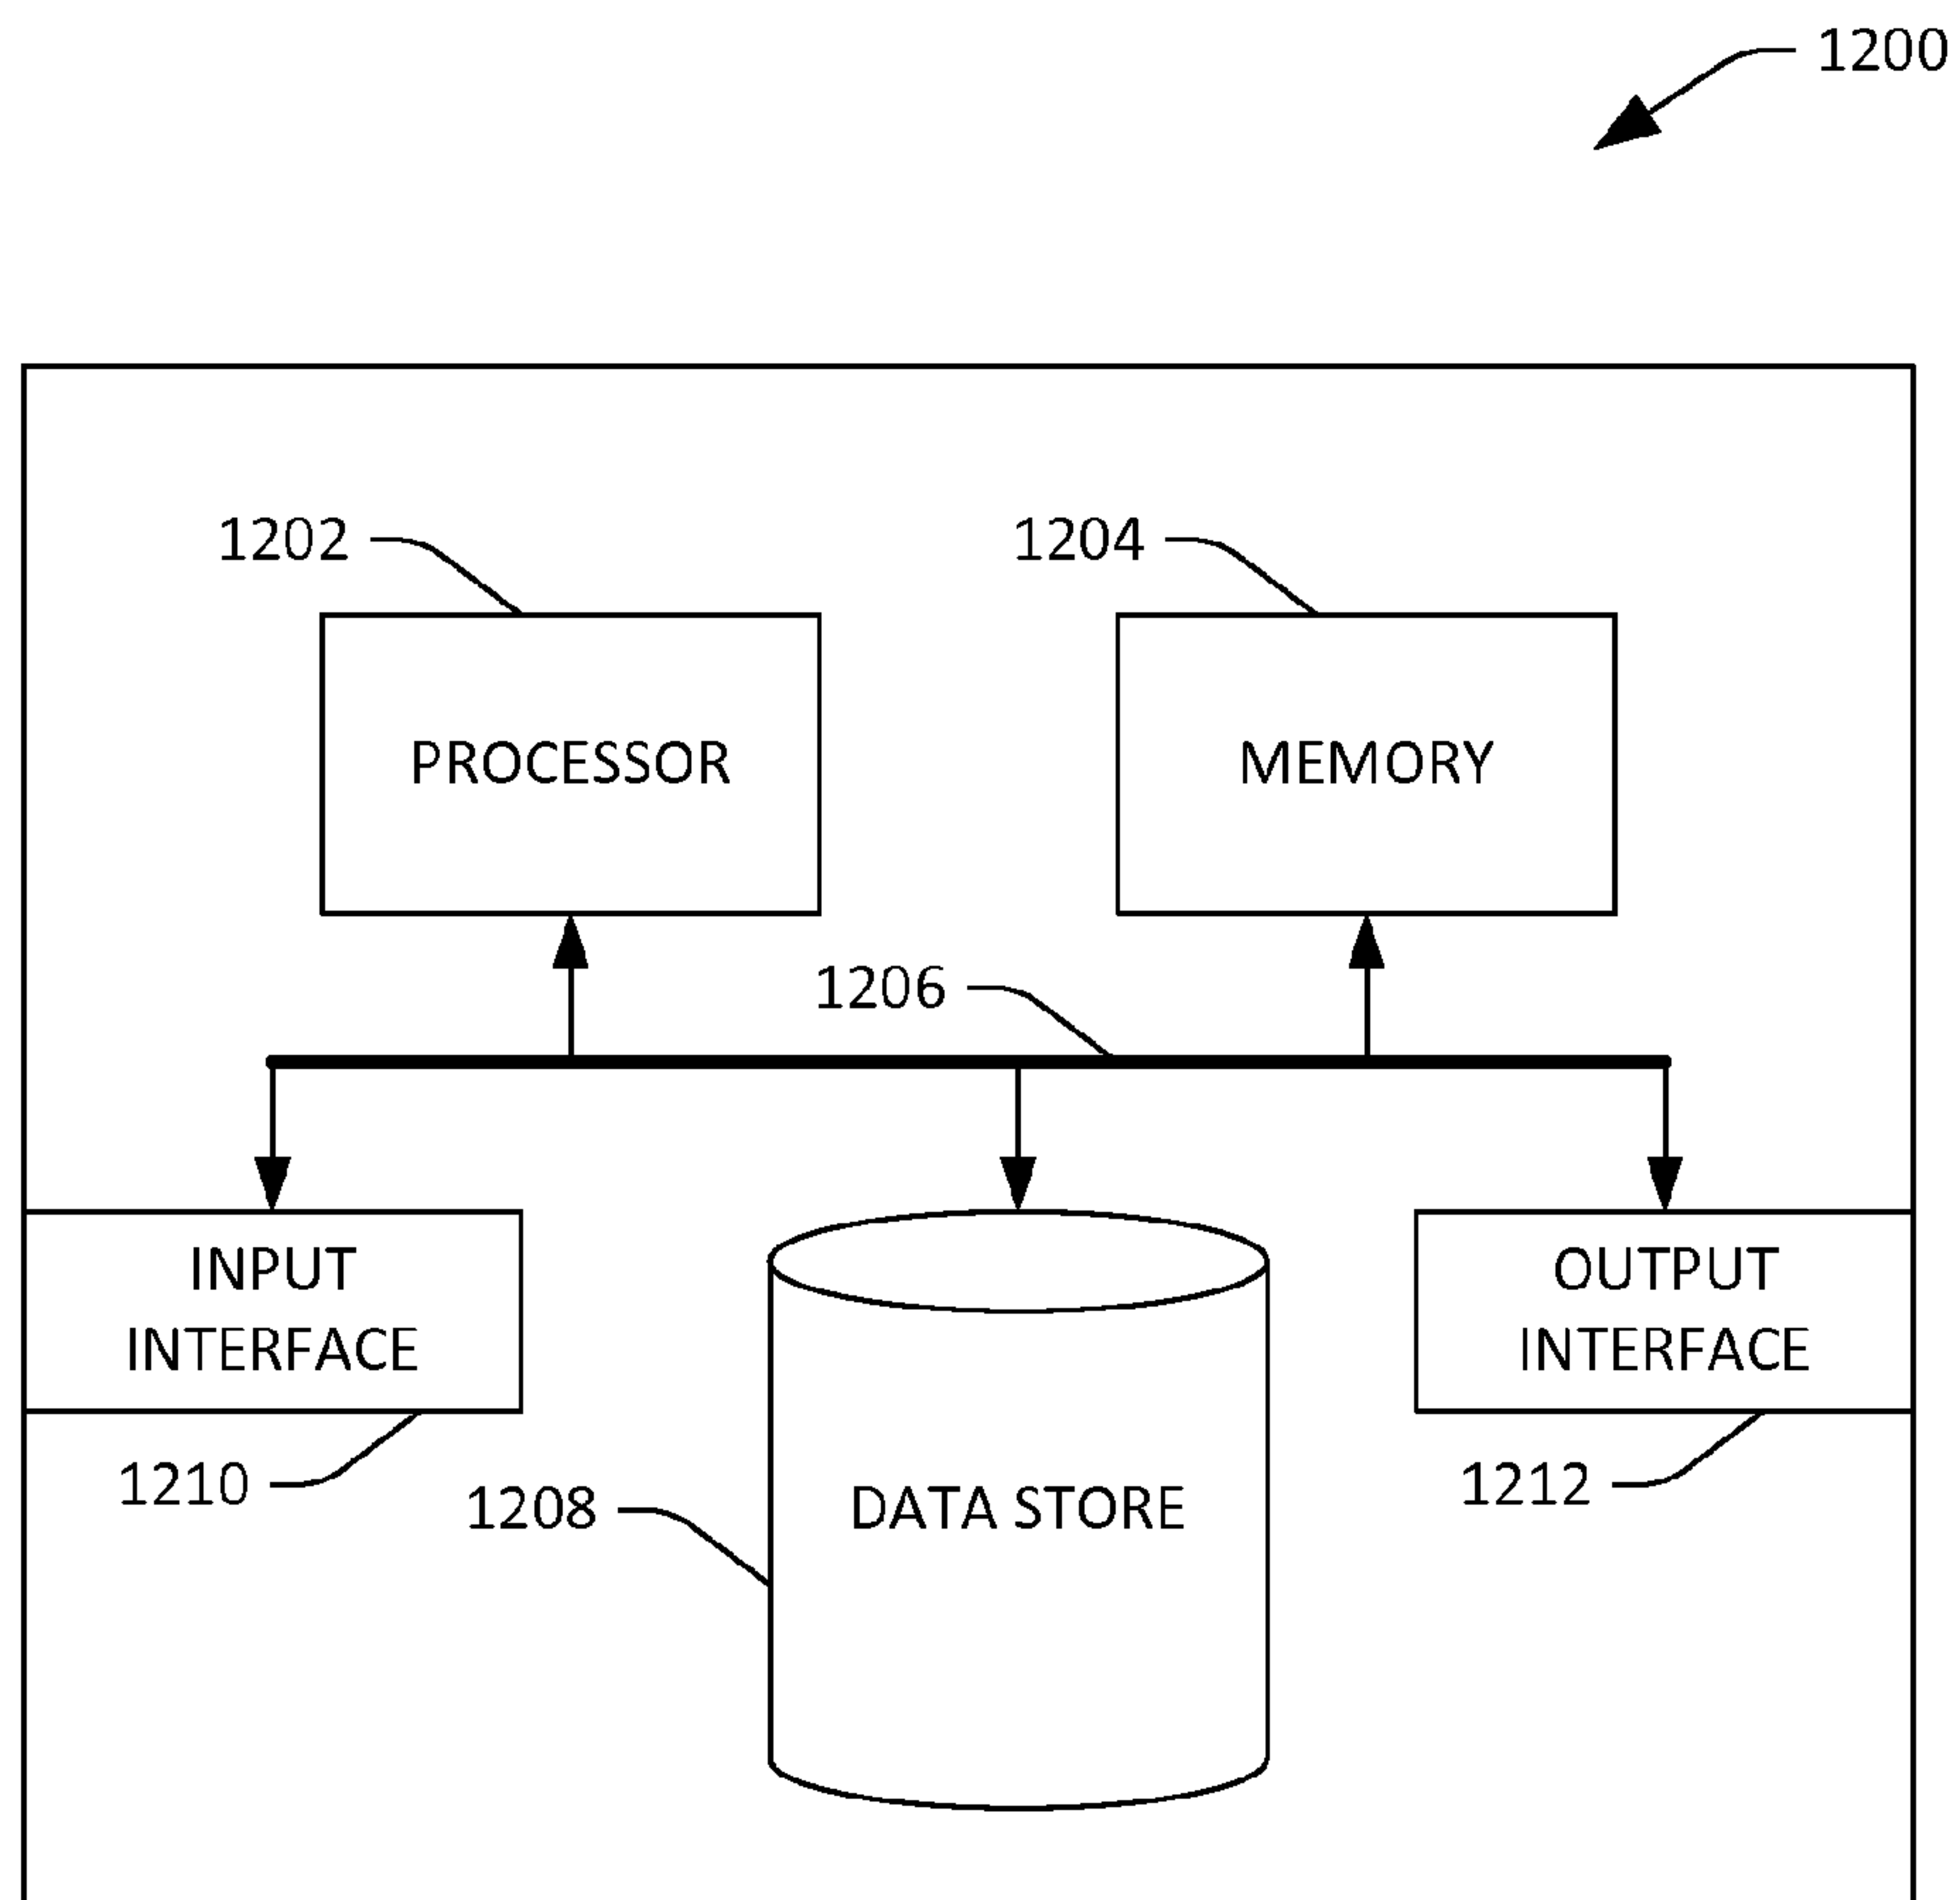 1200
1202
1204
PROCESSOR
MEMORY
1206
INPUT
INTERFACE
OUTPUT
INTERFACE
1210
1208
DATA STORE
1212